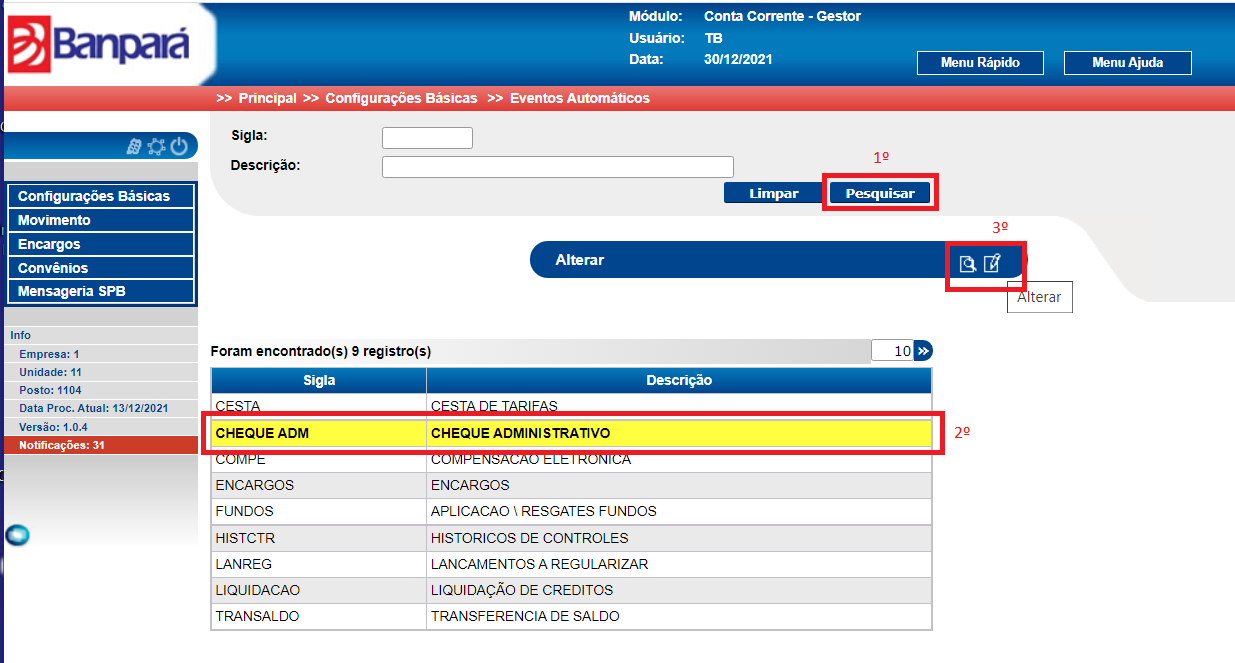 Banpará
Módulo: Conta Corrente - Gestor
Usuário: TB
Data: 30/12/2021
Menu Rápido
Menu Ajuda
>> Principal >> Configurações Básicas >> Eventos Automáticos
Sigla:
Descrição:
1º
Limpar
Pesquisar
3º
Alterar
Alterar
Configurações Básicas
Movimento
Encargos
Convênios
Mensageria SPB
Info
Empresa: 1
Unidade: 11
Posto: 1104
Data Proc. Atual: 13/12/2021
Versão: 1.0.4
Notificações: 31
Foram encontrado(s) 9 registro(s)
10 »
Sigla Descrição
CESTA CESTA DE TARIFAS
CHEQUE ADM CHEQUE ADMINISTRATIVO
2º
COMPE COMPENSACAO ELETRONICA
ENCARGOS ENCARGOS
FUNDOS APLICACAO \ RESGATES FUNDOS
HISTCTR HISTORICOS DE CONTROLES
LANREG LANCAMENTOS A REGULARIZAR
LIQUIDACAO LIQUIDAÇÃO DE CREDITOS
TRANSALDO TRANSFERENCIA DE SALDO